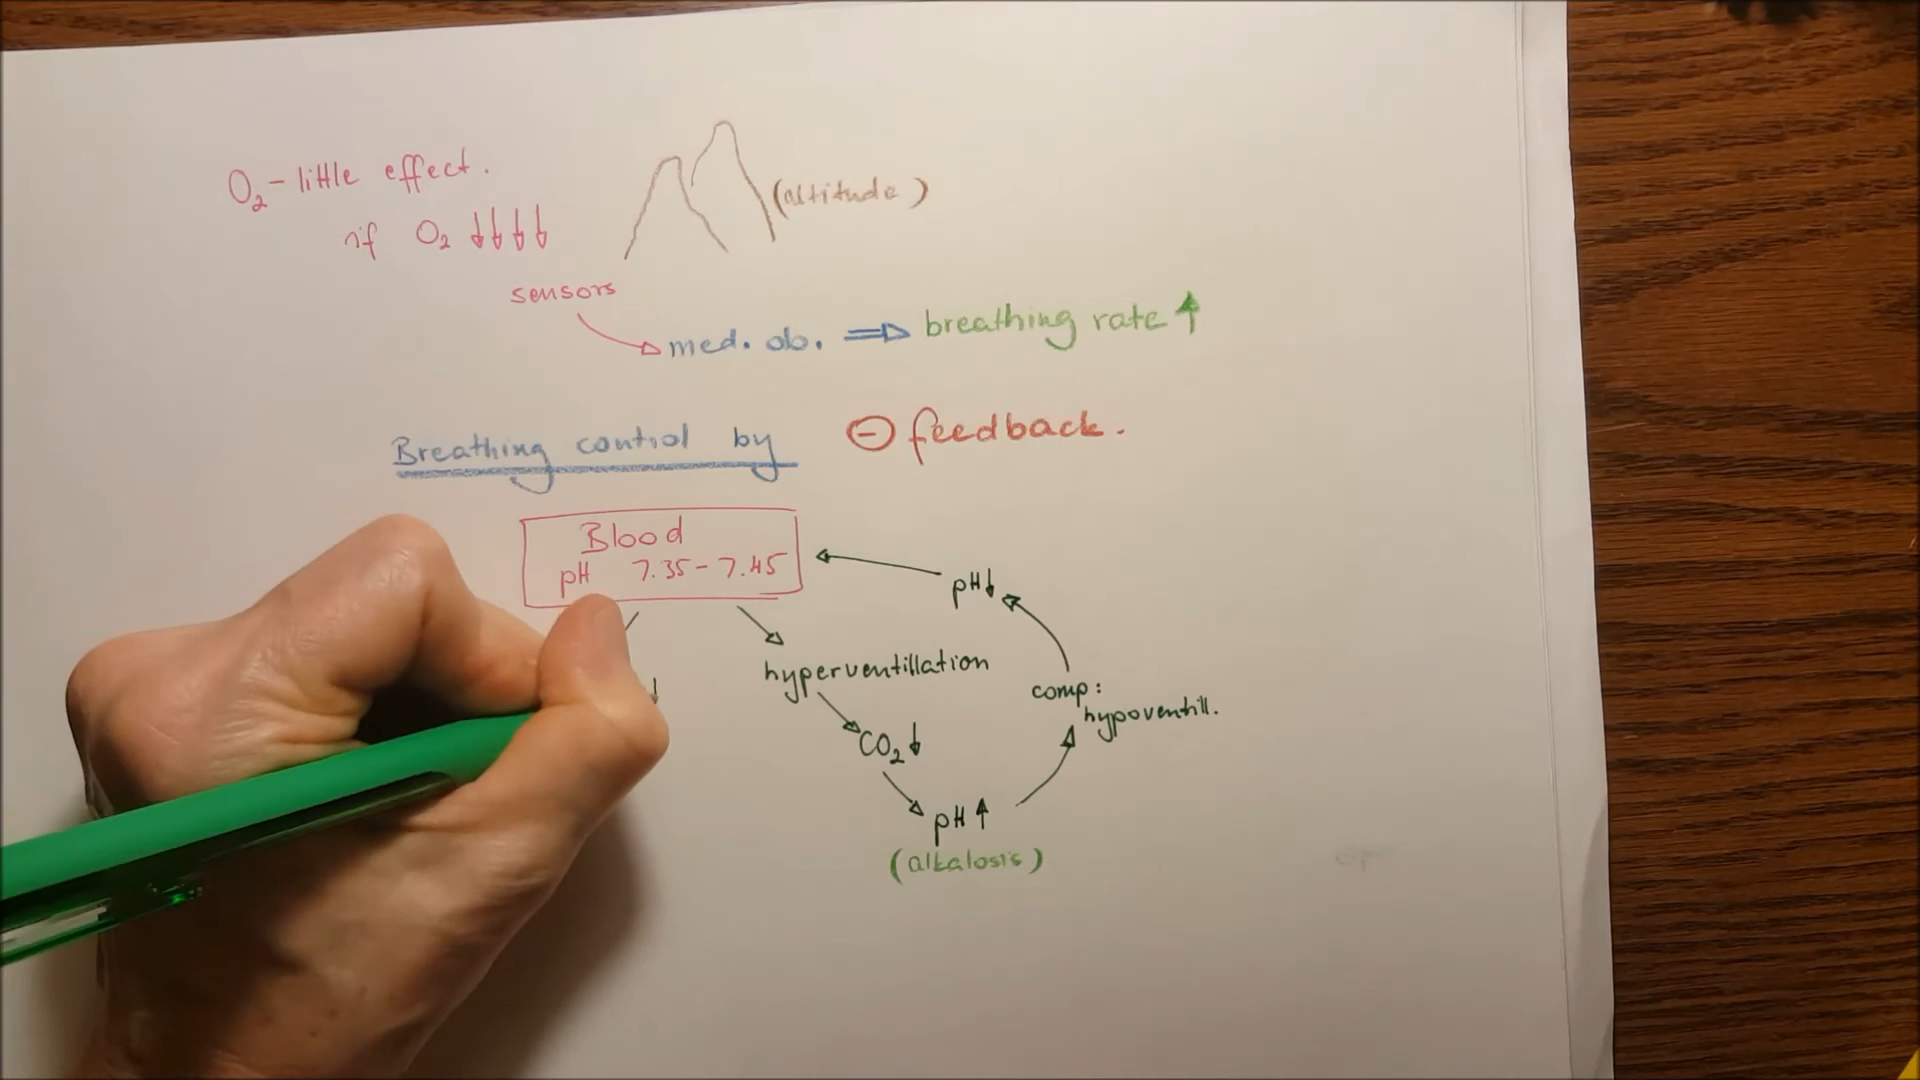 O₂ - little effect.
if O₂ ↓↓↓↓
(altitude)
sensors
med. ob. ⇒ breathing rate ↑
Breathing control by ⊖ feedback.
Blood
pH 7.35 - 7.45
pH↓
hyperventillation
comp:
hypoventill.
CO₂↓
pH↑
(alkalosis)